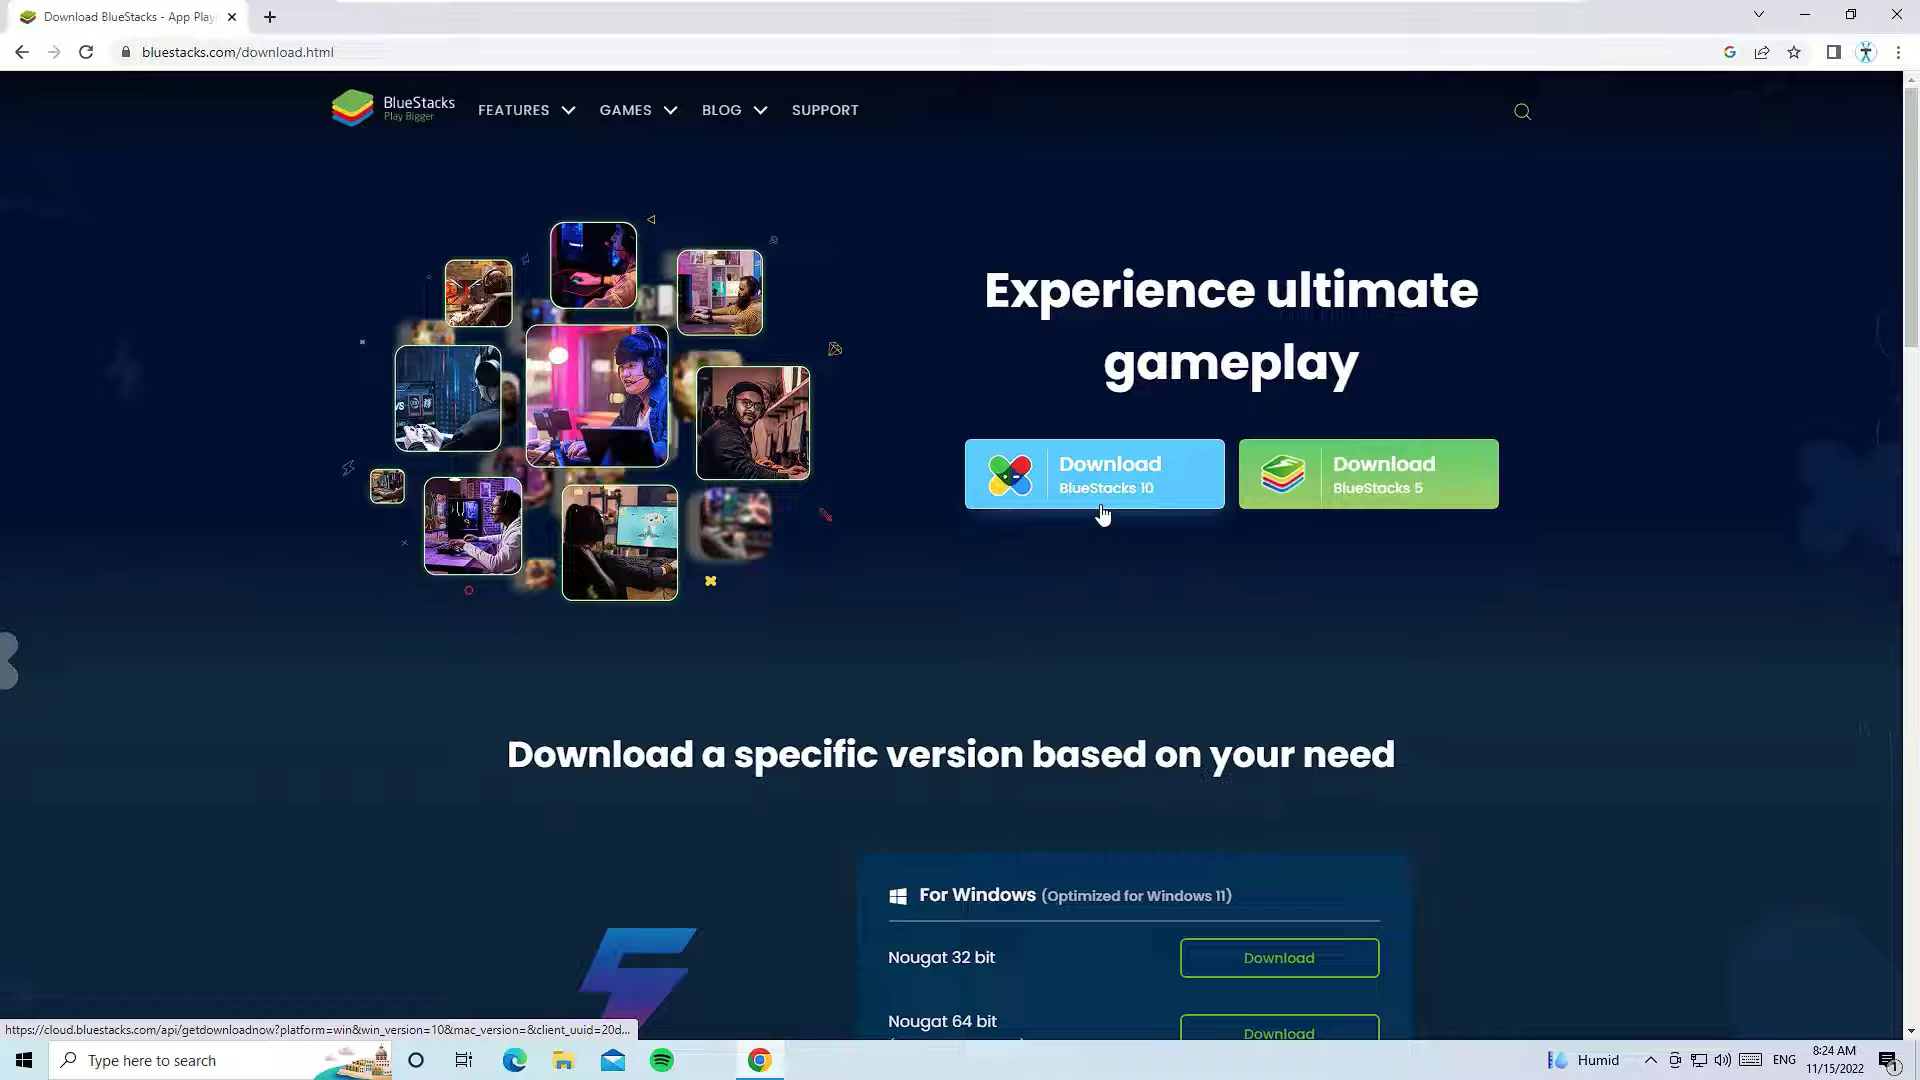 Download BlueStacks - App Play
bluestacks.com/download.html
BlueStacks
Play Bigger
FEATURES
GAMES
BLOG
SUPPORT
Experience ultimate
gameplay
Download
BlueStacks 10
Download
BlueStacks 5
Download a specific version based on your need
For Windows (Optimized for Windows 11)
Nougat 32 bit
Download
Nougat 64 bit
Download
https://cloud.bluestacks.com/api/getdownloadnow?platform=win&win_version=10&mac_version=&client_uuid=20d...
Type here to search
Humid
ENG
8:24 AM
11/15/2022
1